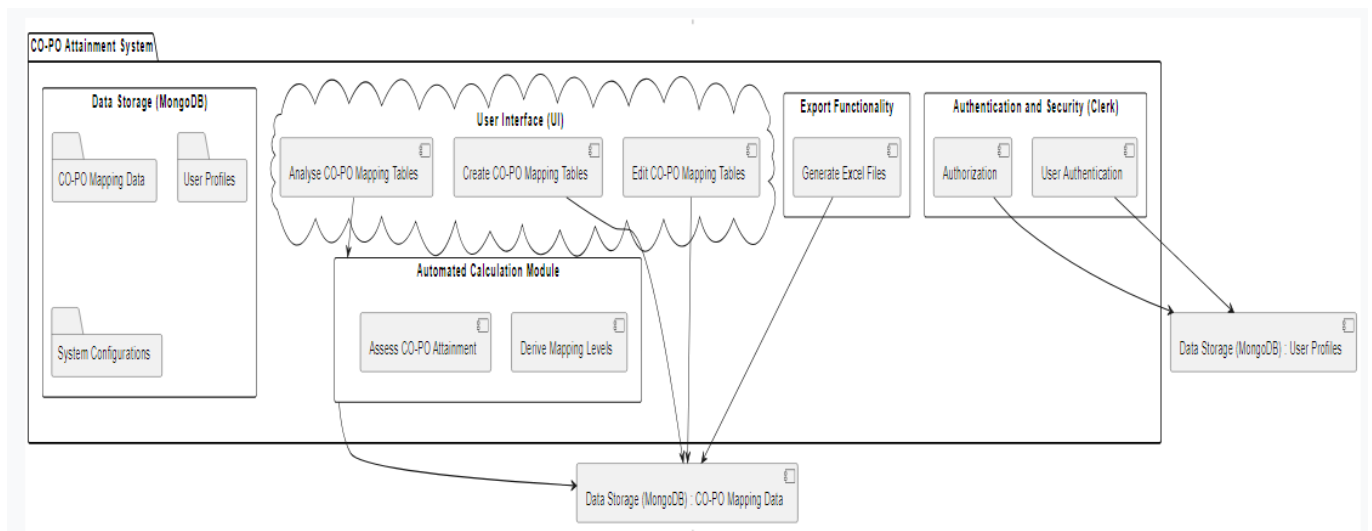 CO-PO Attainment System
Data Storage (MongoDB)
CO-PO Mapping Data
User Profiles
System Configurations
User Interface (UI)
Analyse CO-PO Mapping Tables
Create CO-PO Mapping Tables
Edit CO-PO Mapping Tables
Export Functionality
Generate Excel Files
Authentication and Security (Clerk)
Authorization
User Authentication
Automated Calculation Module
Assess CO-PO Attainment
Derive Mapping Levels
Data Storage (MongoDB) : User Profiles
Data Storage (MongoDB) : CO-PO Mapping Data